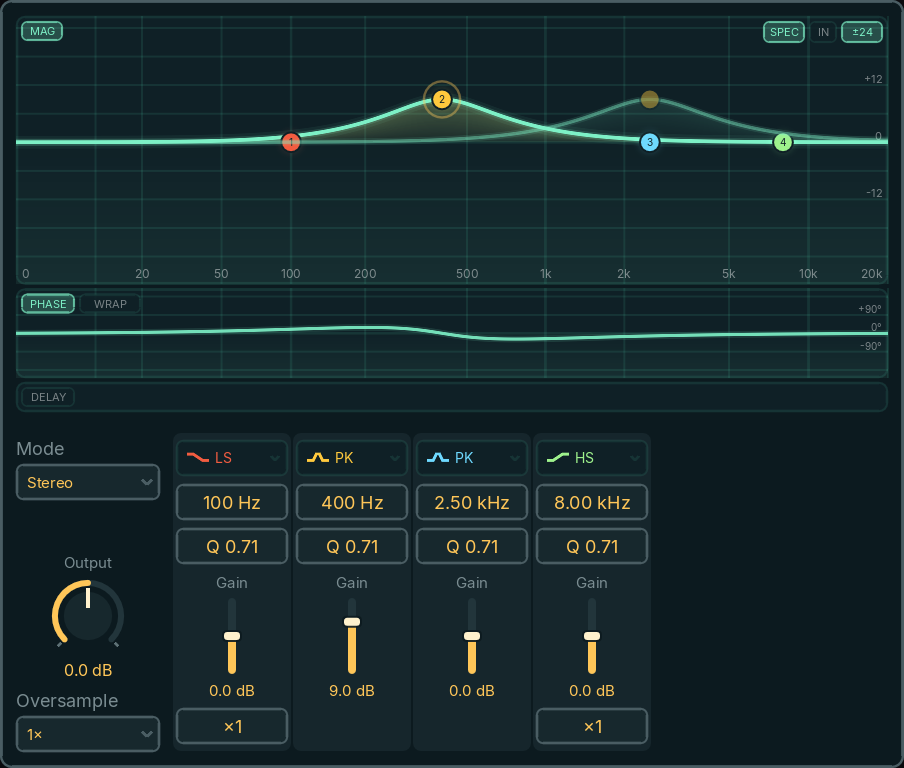 MAG SPEC IN ±24
+12
2
0
1 3 4
-12
0 20 50 100 200 500 1k 2k 5k 10k 20k
PHASE WRAP +90°
0°
-90°
DELAY
Mode
Stereo
Output
0.0 dB
Oversample
1×
LS PK PK HS
100 Hz 400 Hz 2.50 kHz 8.00 kHz
Q 0.71 Q 0.71 Q 0.71 Q 0.71
Gain Gain Gain Gain
0.0 dB 9.0 dB 0.0 dB 0.0 dB
×1 ×1